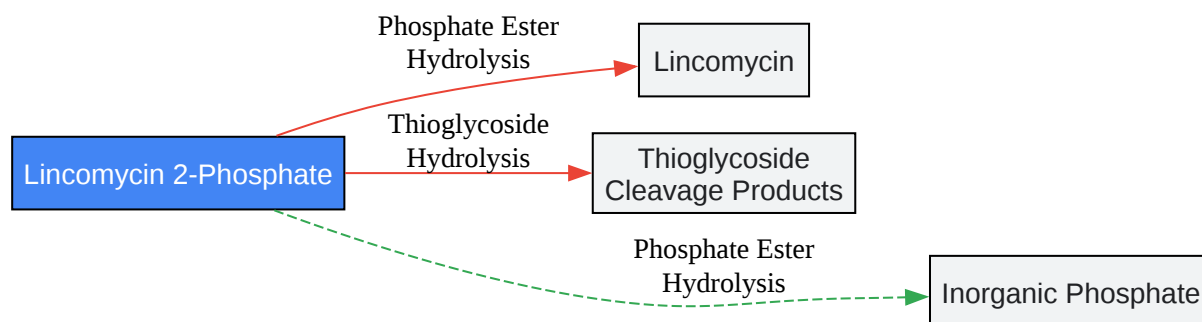 Phosphate Ester
Hydrolysis
Lincomycin
Thioglycoside
Hydrolysis
Lincomycin 2-Phosphate
Thioglycoside
Cleavage Products
Phosphate Ester
Hydrolysis
Inorganic Phosphate